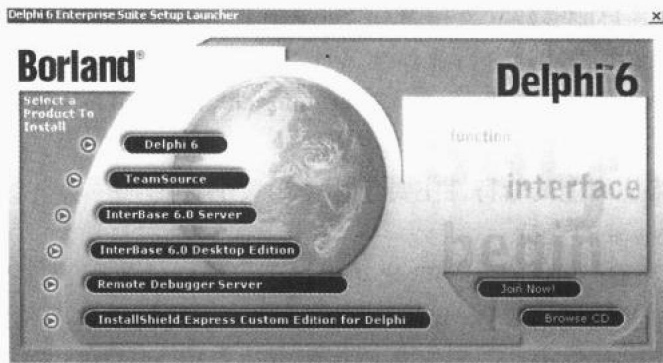 Delphi 6 Enterprise Suite Setup Launcher
Borland®
Delphi™ 6
Select a
Product To
Install
Delphi 6
TeamSource
InterBase 6.0 Server
InterBase 6.0 Desktop Edition
Remote Debugger Server
InstallShield Express Custom Edition for Delphi
function
interface
begin
Join Now!
Browse CD